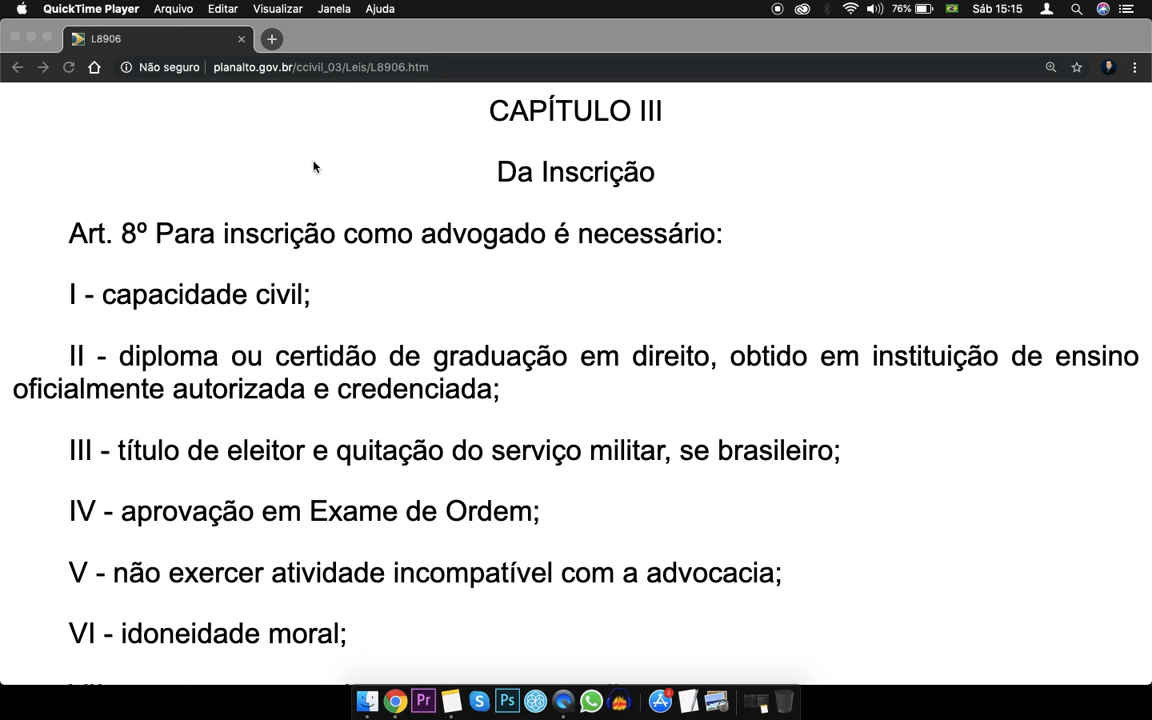 QuickTime Player Arquivo Editar Visualizar Janela Ajuda 76% Sáb 15:15
L8906
Não seguro planalto.gov.br/ccivil_03/Leis/L8906.htm
CAPÍTULO III
Da Inscrição
Art. 8º Para inscrição como advogado é necessário:
I - capacidade civil;
II - diploma ou certidão de graduação em direito, obtido em instituição de ensino
oficialmente autorizada e credenciada;
III - título de eleitor e quitação do serviço militar, se brasileiro;
IV - aprovação em Exame de Ordem;
V - não exercer atividade incompatível com a advocacia;
VI - idoneidade moral;
Pr Ps